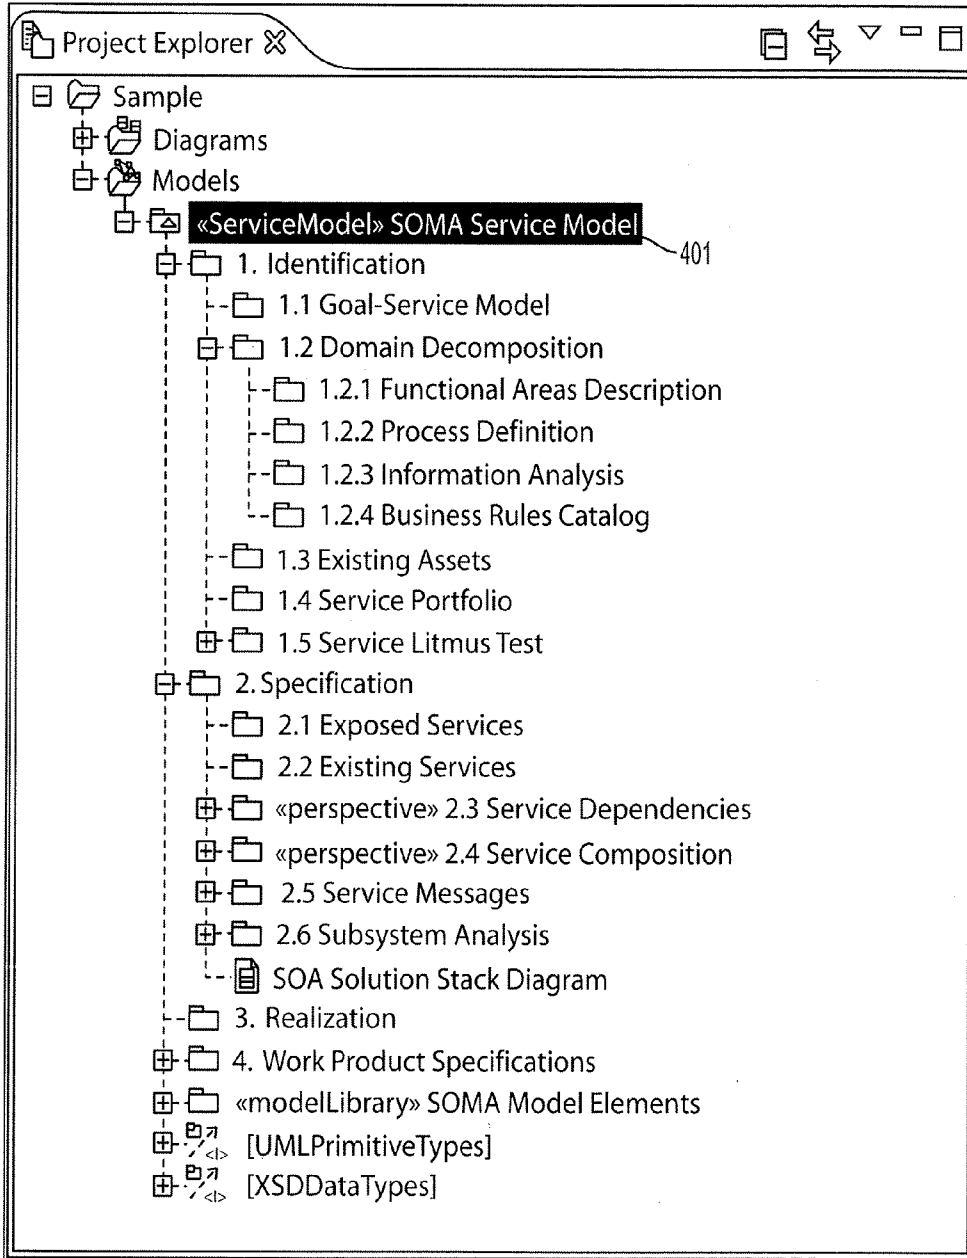 Project Explorer
Sample
Diagrams
Models
«ServiceModel» SOMA Service Model
401
1. Identification
1.1 Goal-Service Model
1.2 Domain Decomposition
1.2.1 Functional Areas Description
1.2.2 Process Definition
1.2.3 Information Analysis
1.2.4 Business Rules Catalog
1.3 Existing Assets
1.4 Service Portfolio
1.5 Service Litmus Test
2. Specification
2.1 Exposed Services
2.2 Existing Services
«perspective» 2.3 Service Dependencies
«perspective» 2.4 Service Composition
2.5 Service Messages
2.6 Subsystem Analysis
SOA Solution Stack Diagram
3. Realization
4. Work Product Specifications
«modelLibrary» SOMA Model Elements
[UMLPrimitiveTypes]
[XSDDataTypes]